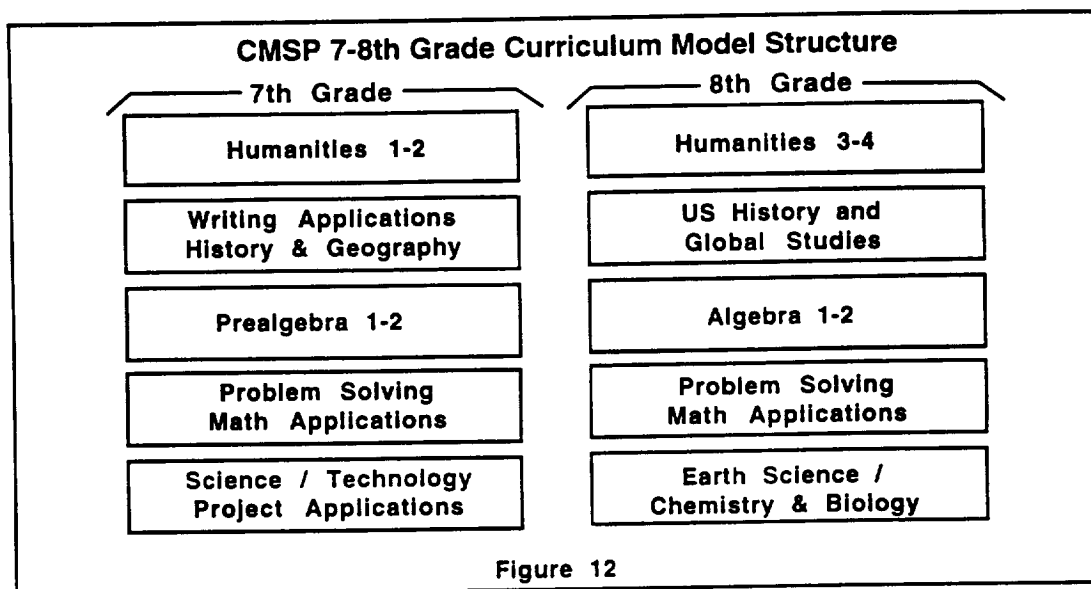 CMSP 7-8th Grade Curriculum Model Structure
7th Grade
Humanities 1-2
Writing Applications
History & Geography
Prealgebra 1-2
Problem Solving
Math Applications
Science / Technology
Project Applications
8th Grade
Humanities 3-4
US History and
Global Studies
Algebra 1-2
Problem Solving
Math Applications
Earth Science /
Chemistry & Biology
Figure 12